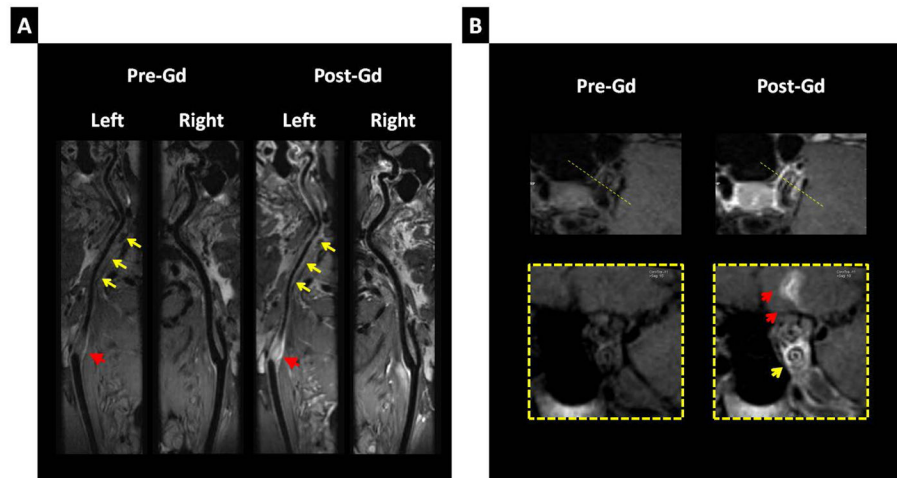 A
B
Pre-Gd
Post-Gd
Left
Right
Left
Right
Pre-Gd
Post-Gd